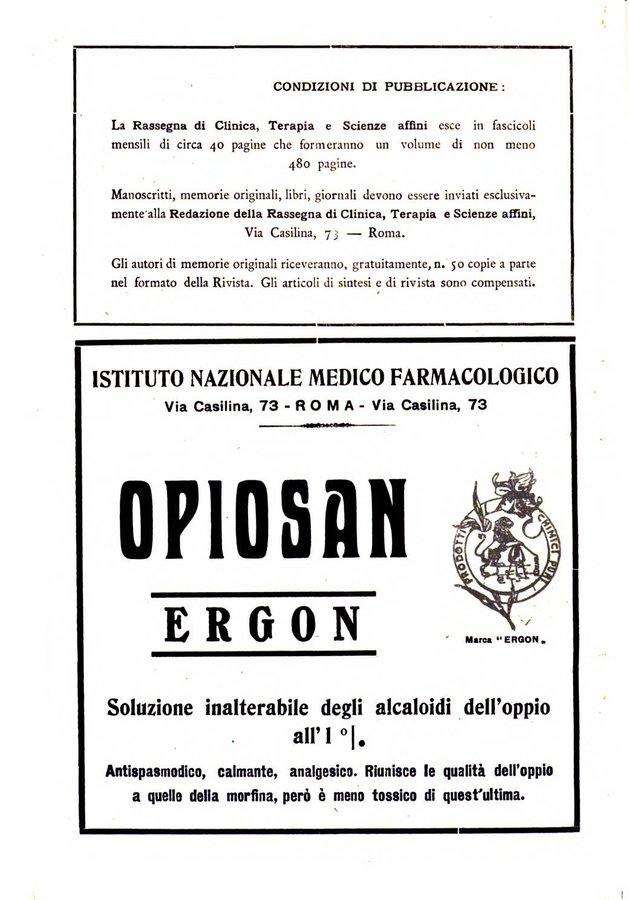 CONDIZIONI DI PUBBLICAZIONE:
La Rassegna di Clinica, Terapia e Scienze affini esce in fascicoli
mensili di circa 40 pagine che formeranno un volume di non meno
480 pagine.
Manoscritti, memorie originali, libri, giornali devono essere inviati esclusiva-
mente alla Redazione della Rassegna di Clinica, Terapia e Scienze affini,
Via Casilina, 73 — Roma.
Gli autori di memorie originali riceveranno, gratuitamente, n. 50 copie a parte
nel formato della Rivista. Gli articoli di sintesi e di rivista sono compensati.
ISTITUTO NAZIONALE MEDICO FARMACOLOGICO
Via Casilina, 73 - ROMA - Via Casilina, 73
OPIOSAN
PRODOTTI CHIMICI PURI
ERGON
Marca "ERGON„
Soluzione inalterabile degli alcaloidi dell'oppio
all'1 º|.
Antispasmodico, calmante, analgesico. Riunisce le qualità dell'oppio
a quelle della morfina, però è meno tossico di quest'ultima.